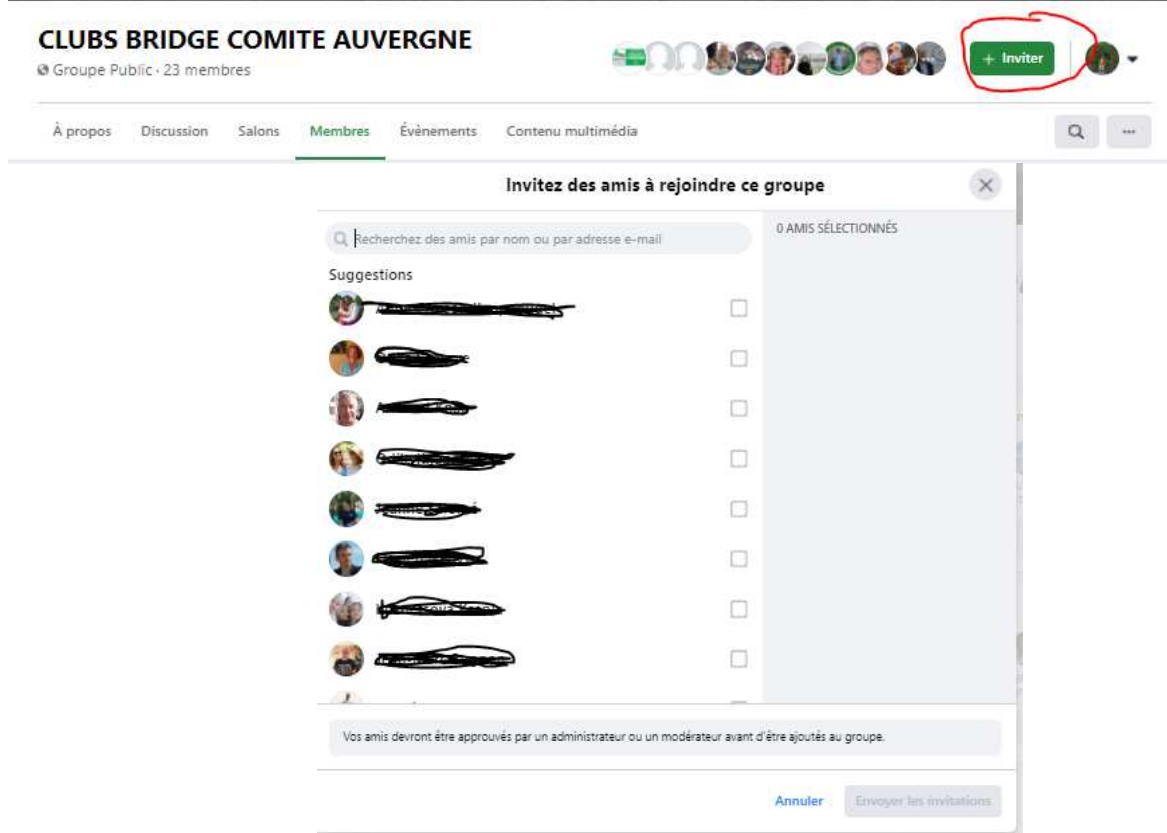 CLUBS BRIDGE COMITE AUVERGNE
Groupe Public · 23 membres
+ Inviter
À propos Discussion Salons Membres Évènements Contenu multimédia
Invitez des amis à rejoindre ce groupe
Recherchez des amis par nom ou par adresse e-mail
0 AMIS SÉLECTIONNÉS
Suggestions
Vos amis devront être approuvés par un administrateur ou un modérateur avant d'être ajoutés au groupe.
Annuler Envoyer les invitations